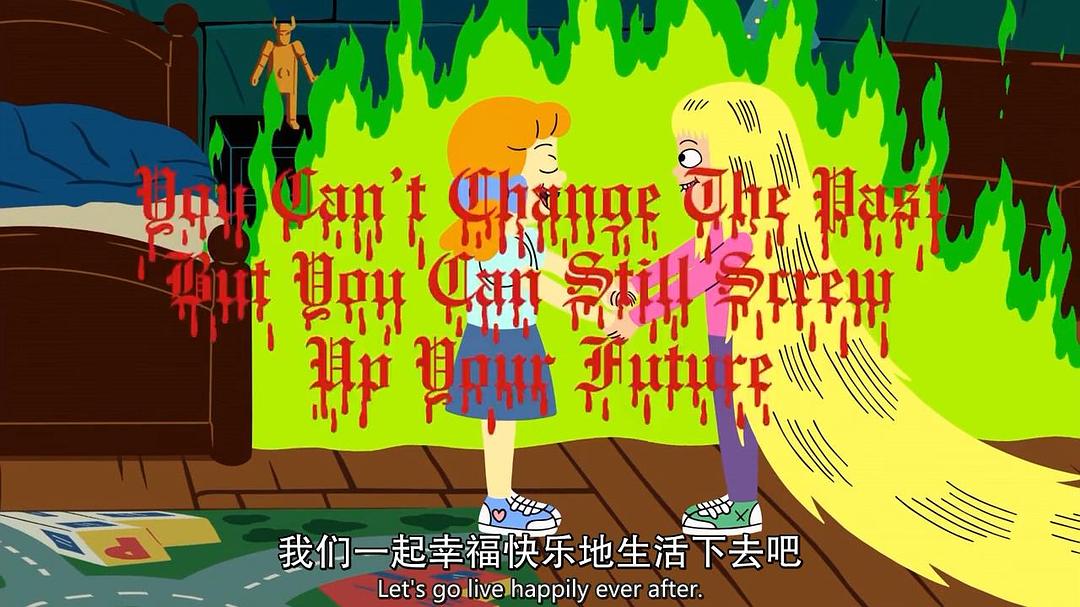 You Can't Change The Past
But You Can Still Screw
Up Your Future
我们一起幸福快乐地生活下去吧
Let's go live happily ever after.